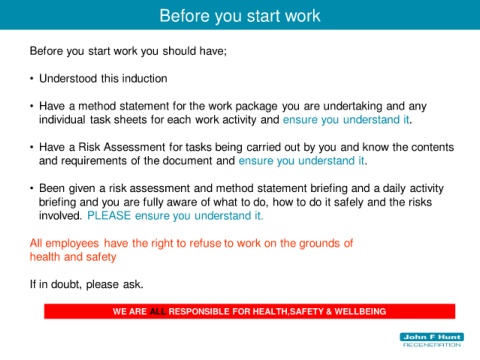 Before you start work
Before you start work you should have;
• Understood this induction
• Have a method statement for the work package you are undertaking and any
individual task sheets for each work activity and ensure you understand it.
• Have a Risk Assessment for tasks being carried out by you and know the contents
and requirements of the document and ensure you understand it.
• Been given a risk assessment and method statement briefing and a daily activity
briefing and you are fully aware of what to do, how to do it safely and the risks
involved. PLEASE ensure you understand it.
All employees have the right to refuse to work on the grounds of
health and safety
If in doubt, please ask.
WE ARE ALL RESPONSIBLE FOR HEALTH,SAFETY & WELLBEING
John F Hunt
REGENERATION